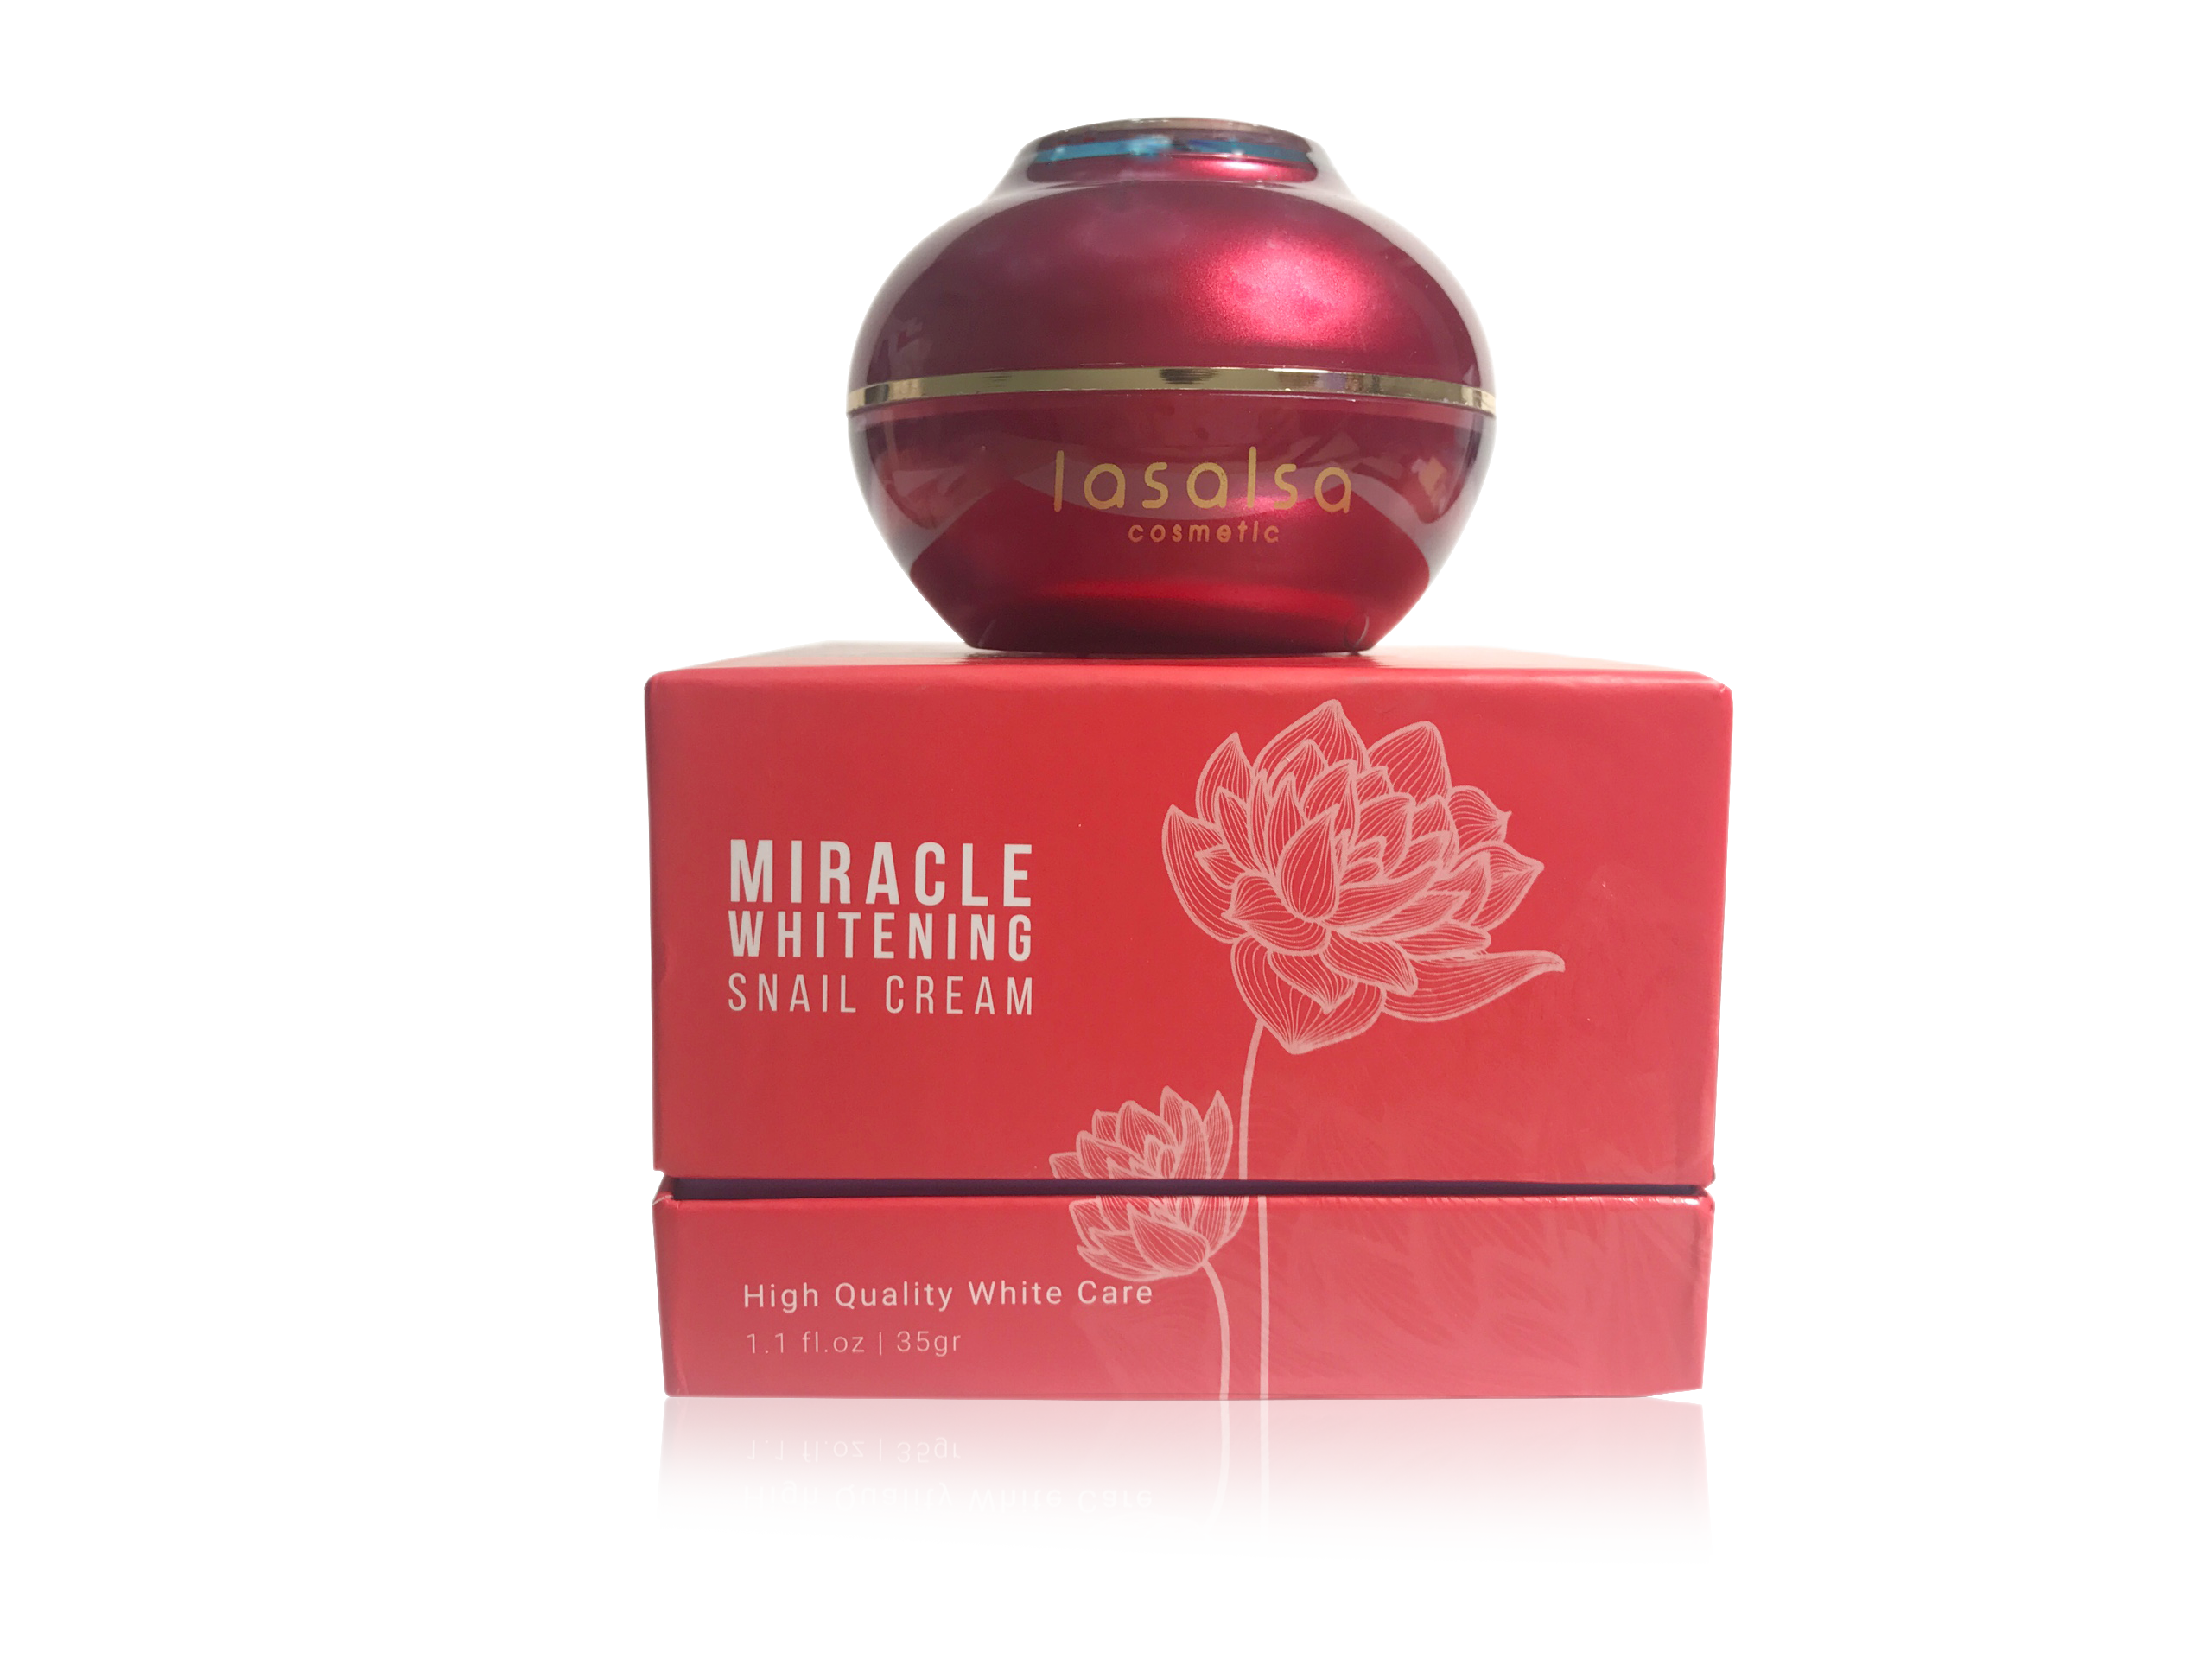 lasalsa
cosmetic
MIRACLE
WHITENING
SNAIL CREAM
High Quality White Care
1.1 fl.oz | 35gr